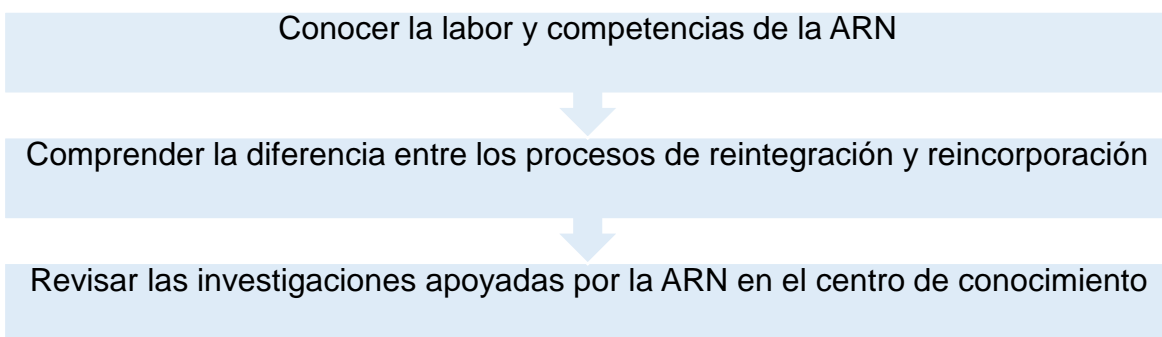 Conocer la labor y competencias de la ARN
Comprender la diferencia entre los procesos de reintegración y reincorporación
Revisar las investigaciones apoyadas por la ARN en el centro de conocimiento